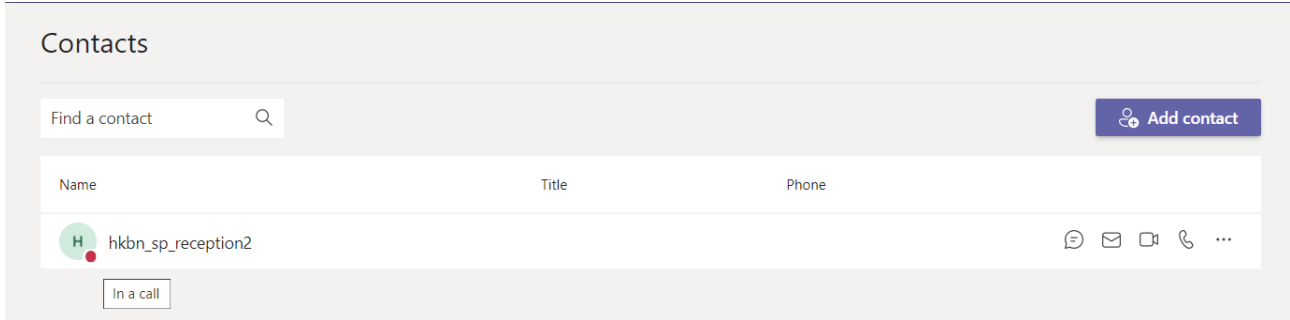 Contacts
Find a contact
Add contact
Name Title Phone
H hkbn_sp_reception2
In a call